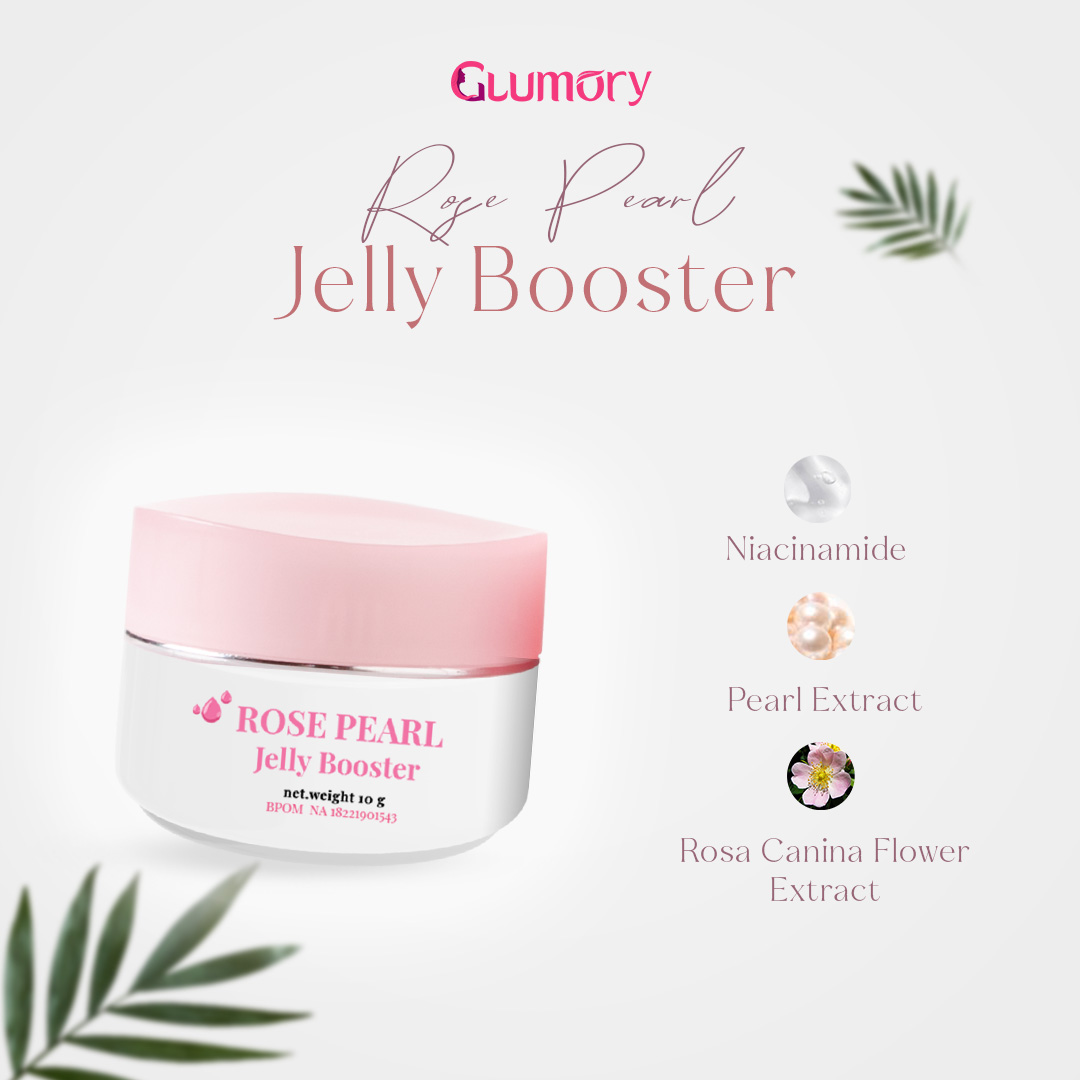 Glumory
Rose Pearl
Jelly Booster
Niacinamide
Pearl Extract
Rosa Canina Flower
Extract
ROSE PEARL
Jelly Booster
net.weight 10 g
BPOM NA 18221901543